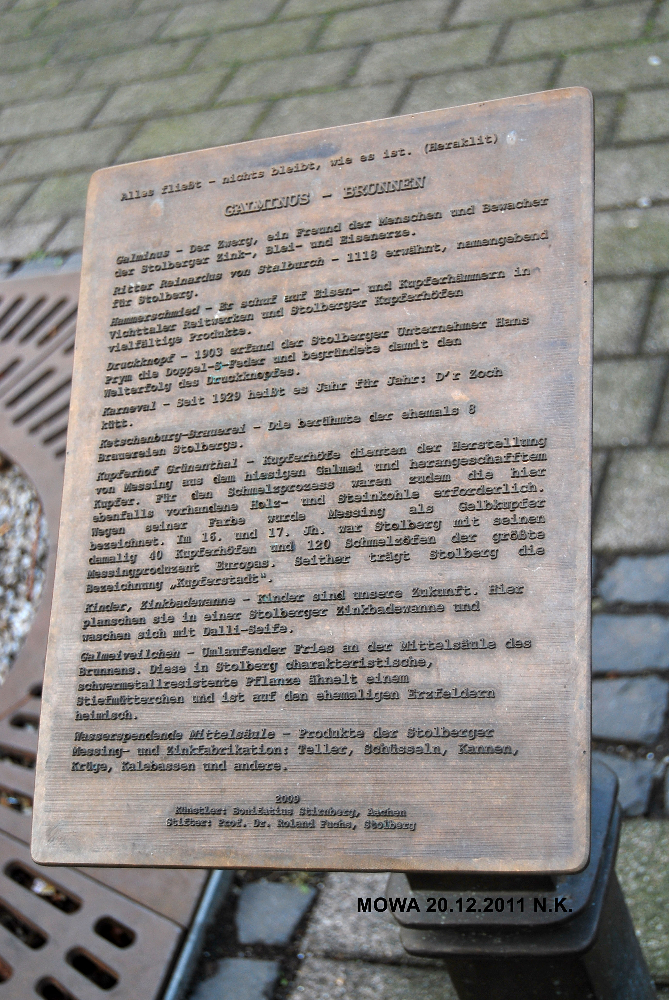 Alles fließt - nichts bleibt, wie es ist. (Heraklit)
GALMINUS - BRUNNEN
Galminus - Der Zwerg, ein Freund der Menschen und Bewacher
der Stolberger Zink-, Blei- und Eisenerze.
Ritter Reinardus von Stalburch - 1118 erwähnt, namengebend
für Stolberg.
Hammerschmied - Er schuf auf Eisen- und Kupferhämmern in
Vichttaler Reitwerken und Stolberger Kupferhöfen
vielfältige Produkte.
Druckknopf - 1903 erfand der Stolberger Unternehmer Hans
Prym die Doppel-S-Feder und begründete damit den
Welterfolg des Druckknopfes.
Karneval - Seit 1929 heißt es Jahr für Jahr: D'r Zoch
kütt.
Ketschenburg-Brauerei - Die berühmte der ehemals 8
Brauereien Stolbergs.
Kupferhof Grünenthal - Kupferhöfe dienten der Herstellung
von Messing aus dem hiesigen Galmei und herangeschafftem
Kupfer. Für den Schmelzprozess waren zudem die hier
ebenfalls vorhandene Holz- und Steinkohle erforderlich.
Wegen seiner Farbe wurde Messing als Gelbkupfer
bezeichnet. Im 16. und 17. Jh. war Stolberg mit seinen
damalig 40 Kupferhöfen und 120 Schmelzöfen der größte
Messingproduzent Europas. Seither trägt Stolberg die
Bezeichnung „Kupferstadt".
Kinder, Zinkbadewanne - Kinder sind unsere Zukunft. Hier
planschen sie in einer Stolberger Zinkbadewanne und
waschen sich mit Dalli-Seife.
Galmeiveilchen - Umlaufender Fries an der Mittelsäule des
Brunnens. Diese in Stolberg charakteristische,
schwermetallresistente Pflanze ähnelt einem
Stiefmütterchen und ist auf den ehemaligen Erzfeldern
heimisch.
Wasserspendende Mittelsäule - Produkte der Stolberger
Messing- und Zinkfabrikation: Teller, Schüsseln, Kannen,
Krüge, Kalebassen und andere.
2009
Künstler: Bonifatius Stirnberg, Aachen
Stifter: Prof. Dr. Roland Fuchs, Stolberg
MOWA 20.12.2011 N.K.